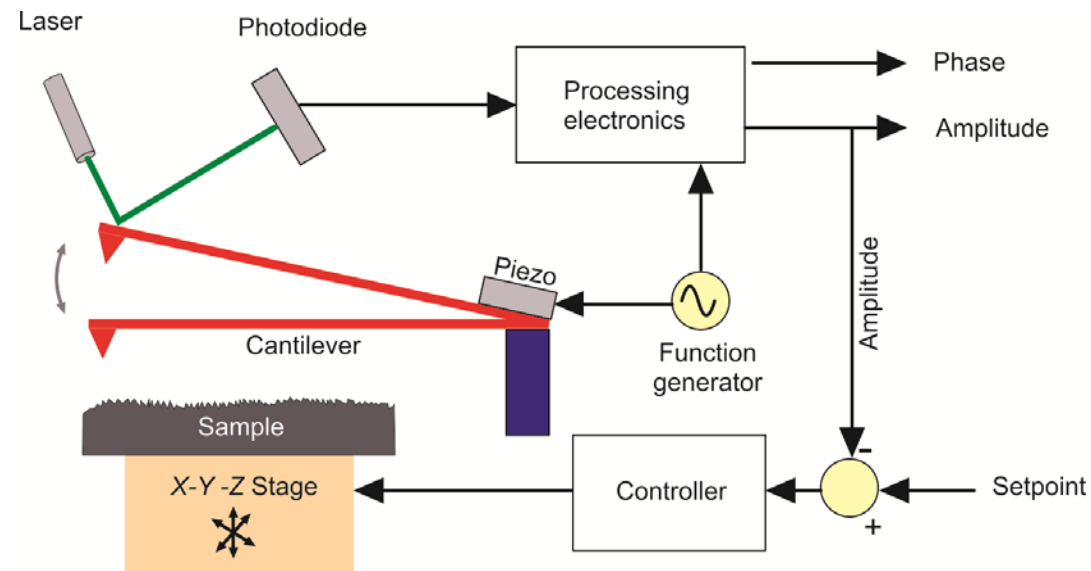 Laser
Photodiode
Processing
electronics
Phase
Amplitude
Amplitude
Piezo
Cantilever
Function
generator
Sample
X-Y -Z Stage
Controller
-
+
Setpoint